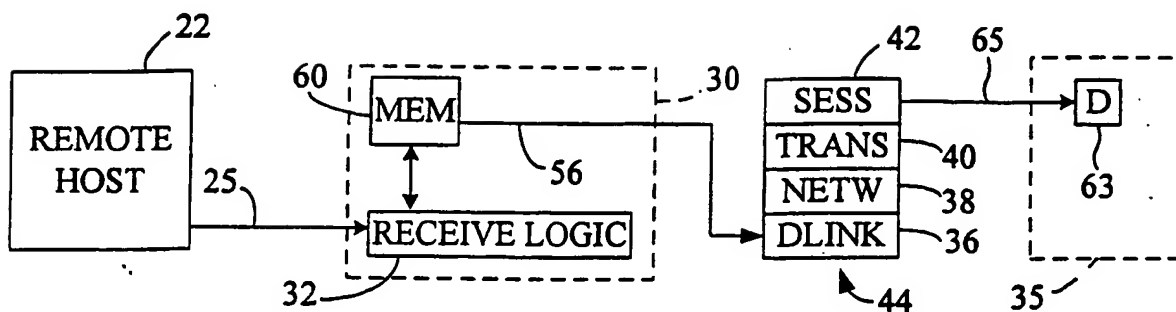 22
REMOTE
HOST
25
60
MEM
56
30
RECEIVE LOGIC
32
42
SESS
TRANS
40
NETW
38
DLINK
36
44
65
D
63
35